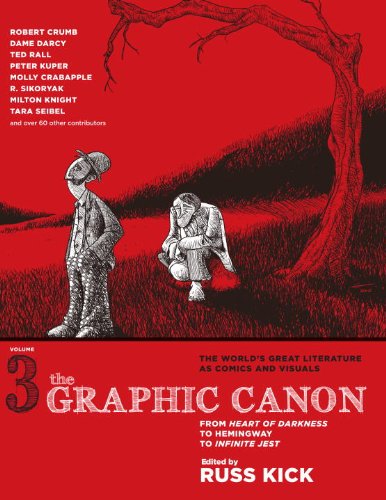 ROBERT CRUMB
DAME DARCY
TED RALL
PETER KUPER
MOLLY CRABAPPLE
R. SIKORYAK
MILTON KNIGHT
TARA SEIBEL
and over 60 other contributors
VOLUME
3
THE WORLD'S GREAT LITERATURE
AS COMICS AND VISUALS
the
GRAPHIC CANON
FROM HEART OF DARKNESS
TO HEMINGWAY
TO INFINITE JEST
Edited by
RUSS KICK